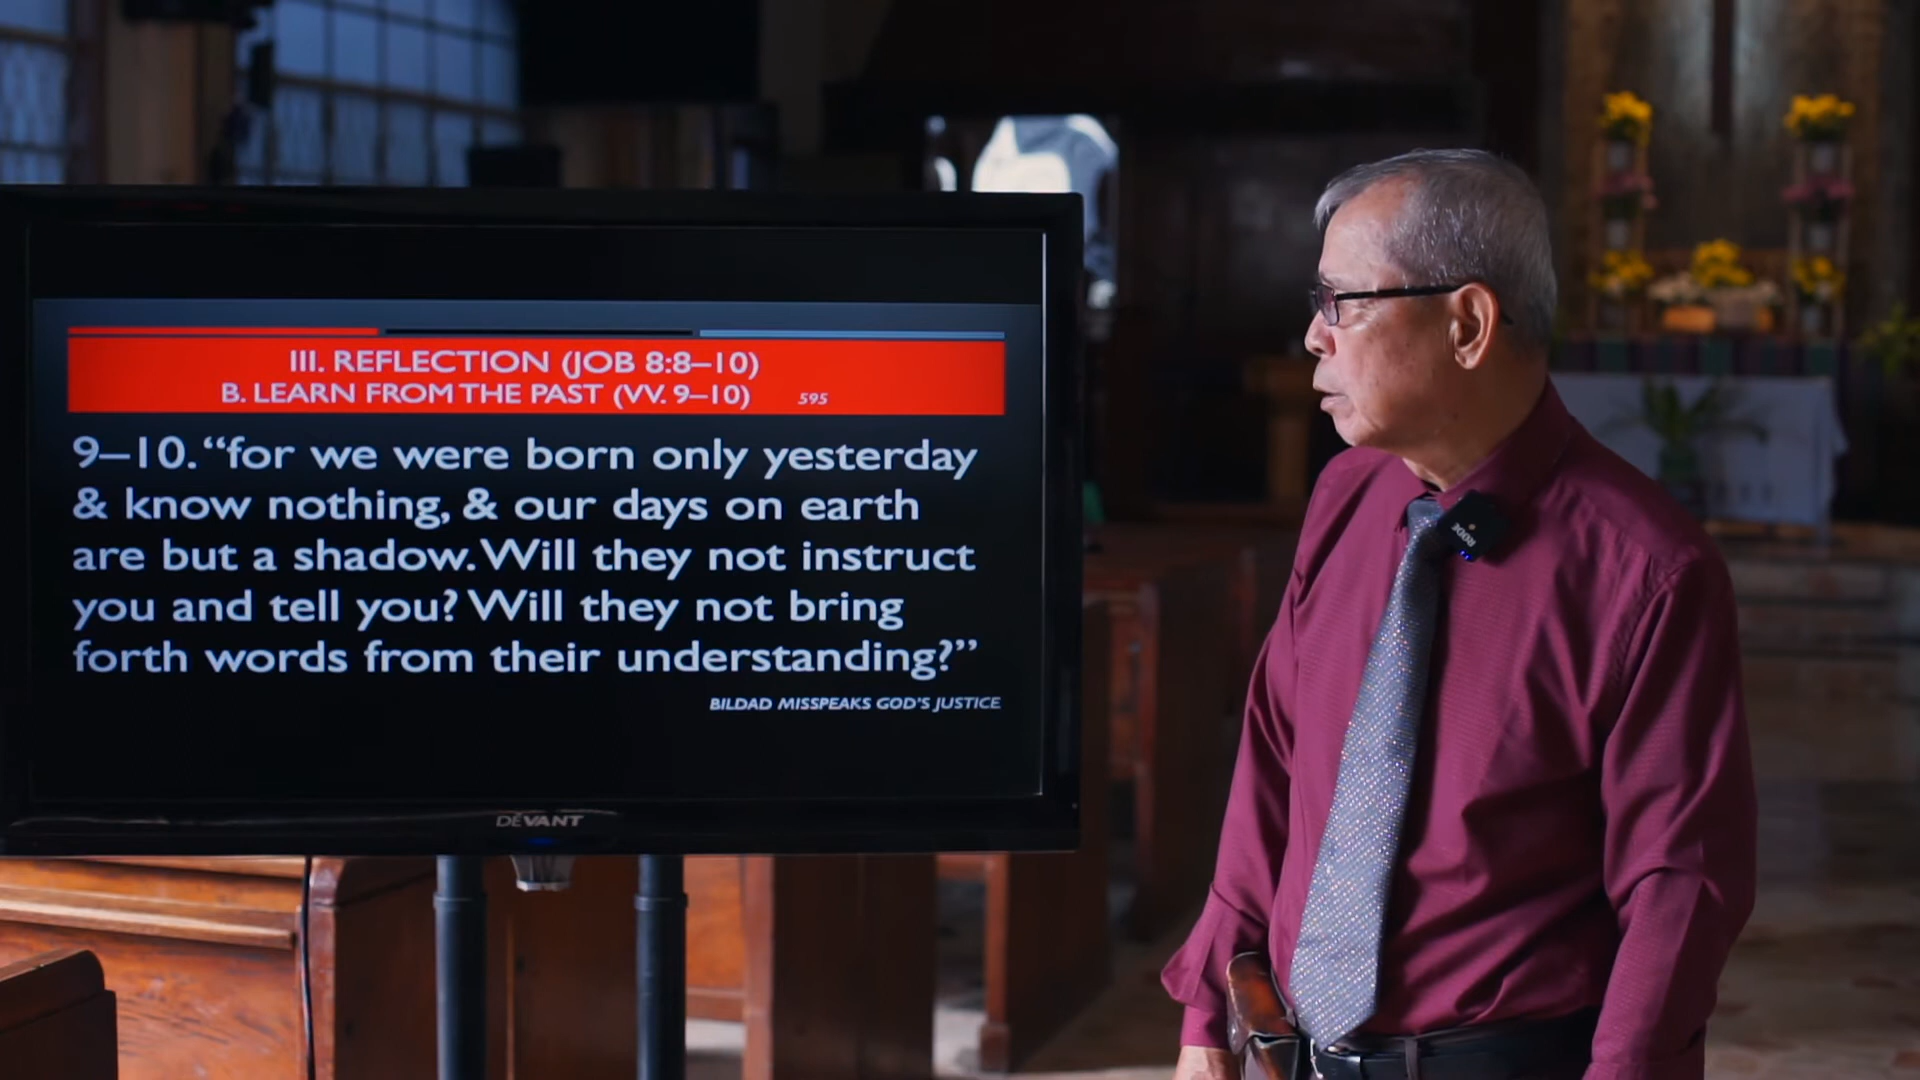 III. REFLECTION (JOB 8:8–10)
B. LEARN FROM THE PAST (VV. 9–10) 595
9–10. “for we were born only yesterday
& know nothing, & our days on earth
are but a shadow. Will they not instruct
you and tell you? Will they not bring
forth words from their understanding?”
BILDAD MISSPEAKS GOD'S JUSTICE
DEVANT
RØDE